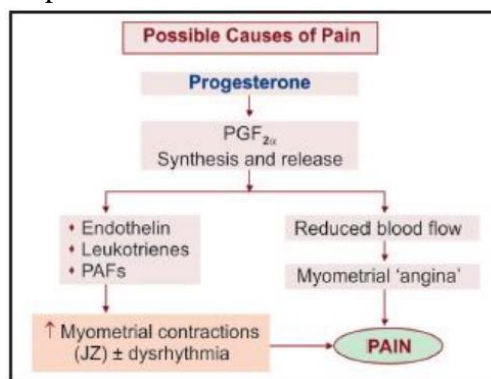 Possible Causes of Pain
Progesterone
PGF₂α
Synthesis and release
♦ Endothelin
♦ Leukotrienes
♦ PAFs
Reduced blood flow
Myometrial ‘angina’
↑ Myometrial contractions
(JZ) ± dysrhythmia
PAIN